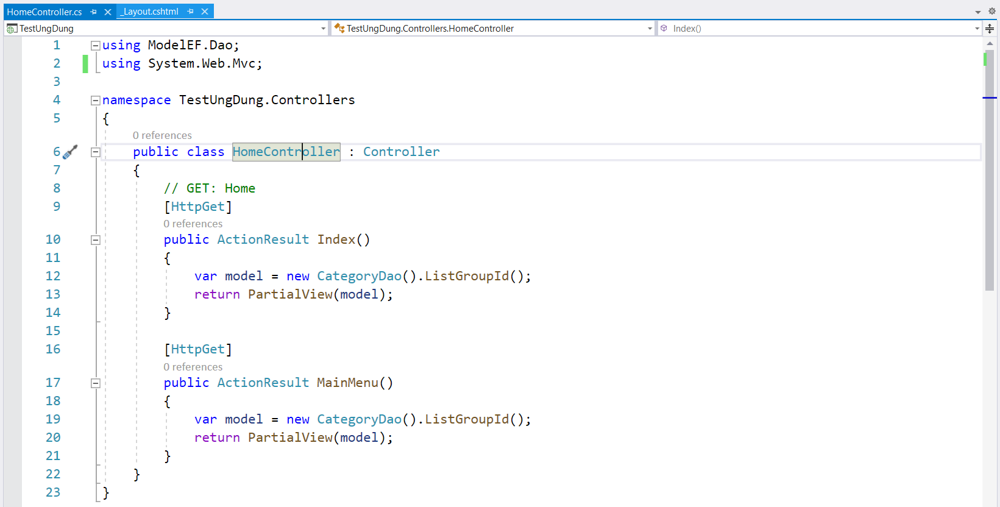 HomeController.cs _Layout.cshtml
TestUngDung TestUngDung.Controllers.HomeController Index()
1 using ModelEF.Dao;
2 using System.Web.Mvc;
3
4 namespace TestUngDung.Controllers
5 {
0 references
6 public class HomeController : Controller
7 {
8 // GET: Home
9 [HttpGet]
0 references
10 public ActionResult Index()
11 {
12 var model = new CategoryDao().ListGroupId();
13 return PartialView(model);
14 }
15
16 [HttpGet]
0 references
17 public ActionResult MainMenu()
18 {
19 var model = new CategoryDao().ListGroupId();
20 return PartialView(model);
21 }
22 }
23 }